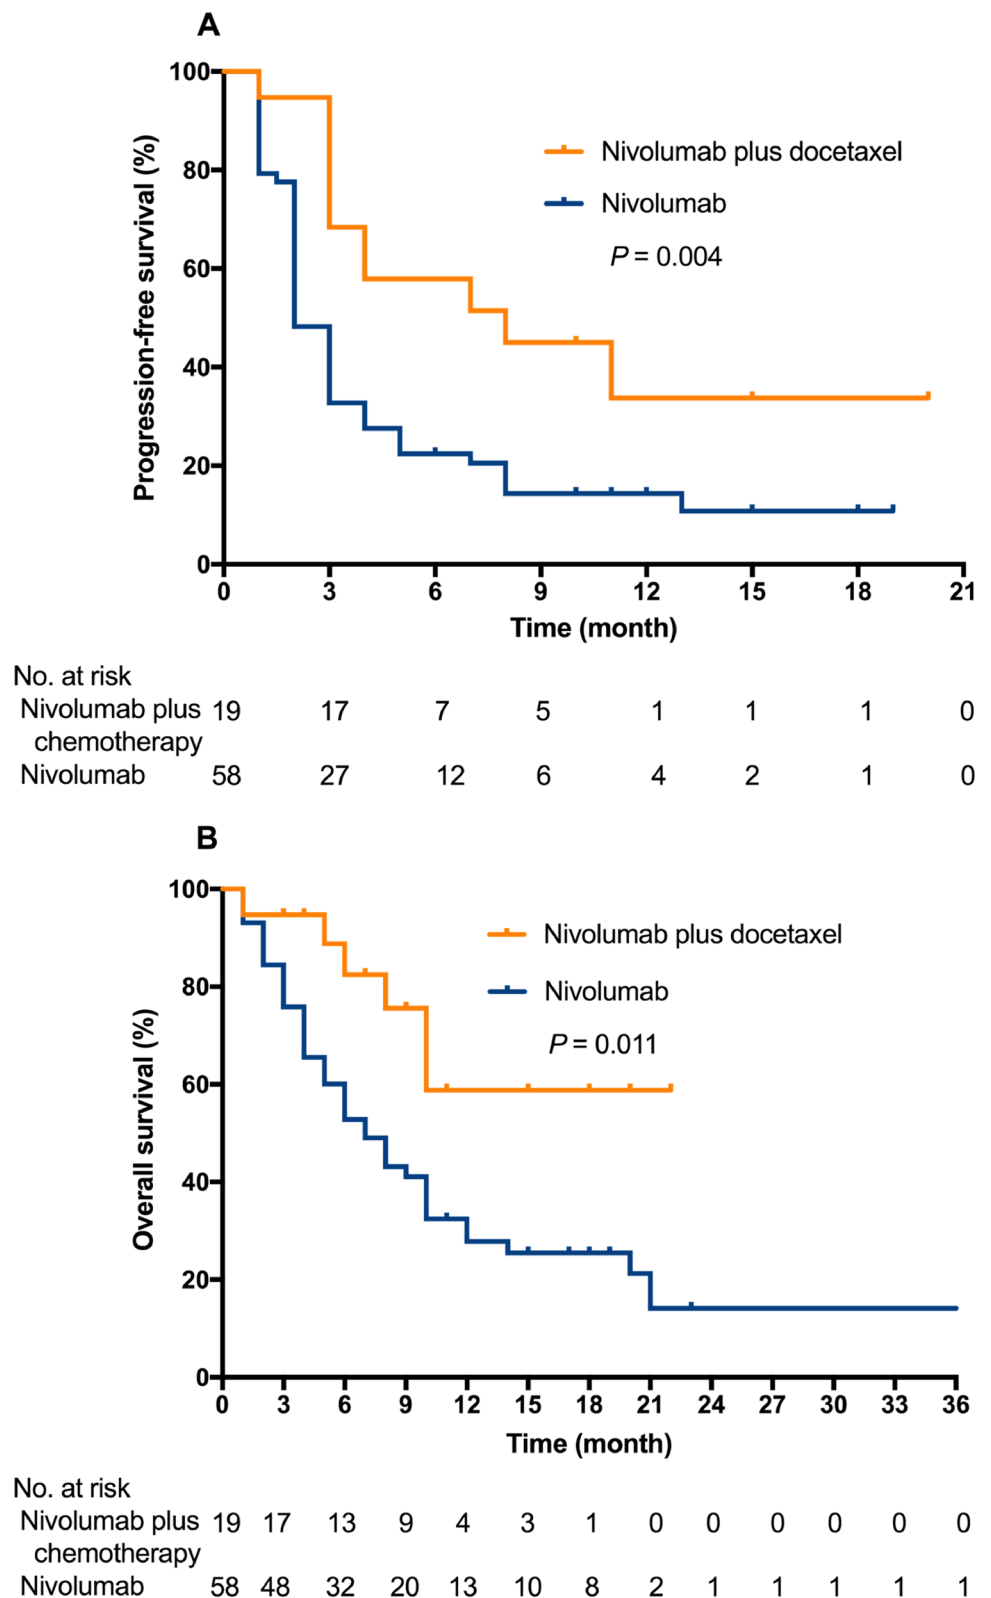 A
Progression-free survival (%)
100
80
60
40
20
0
Nivolumab plus docetaxel
Nivolumab
P = 0.004
0 3 6 9 12 15 18 21
Time (month)
No. at risk
Nivolumab plus 19 17 7 5 1 1 1 0
chemotherapy
Nivolumab 58 27 12 6 4 2 1 0
B
Overall survival (%)
100
80
60
40
20
0
Nivolumab plus docetaxel
Nivolumab
P = 0.011
0 3 6 9 12 15 18 21 24 27 30 33 36
Time (month)
No. at risk
Nivolumab plus 19 17 13 9 4 3 1 0 0 0 0 0 0
chemotherapy
Nivolumab 58 48 32 20 13 10 8 2 1 1 1 1 1